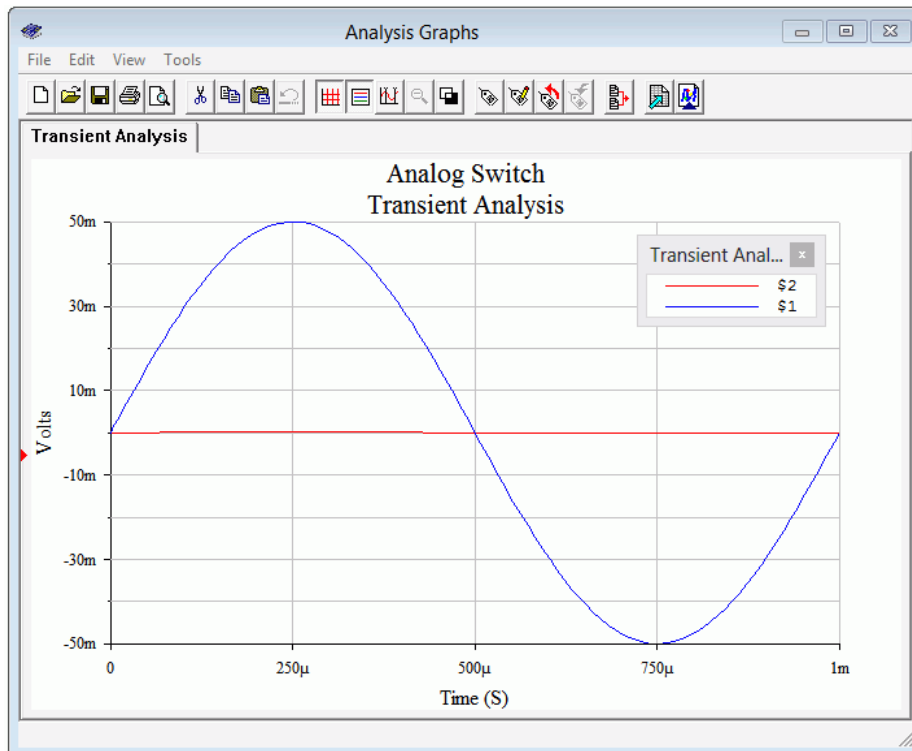 Analysis Graphs
File Edit View Tools
Transient Analysis
Analog Switch
Transient Analysis
Transient Anal... x
$2
$1
Volts
50m
30m
10m
-10m
-30m
-50m
0 250μ 500μ 750μ 1m
Time (S)